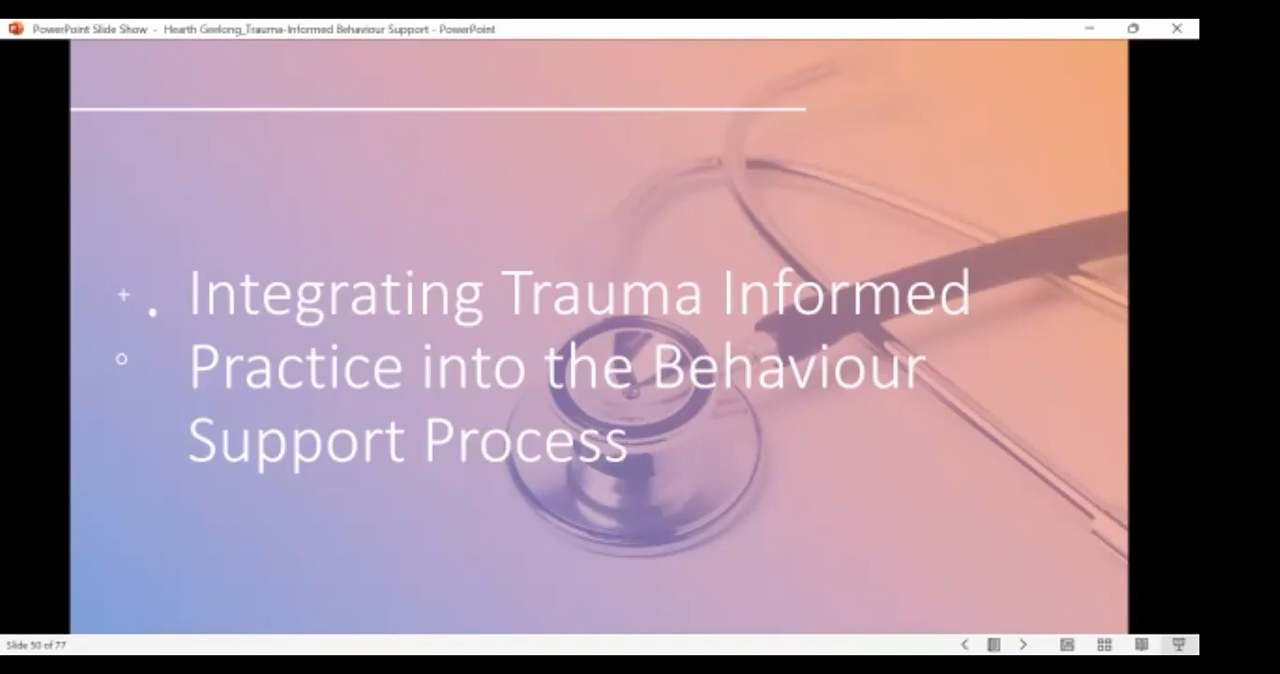 PowerPoint Slide Show - Hearth Geelong_Trauma-Informed Behaviour Support - PowerPoint
Integrating Trauma Informed
Practice into the Behaviour
Support Process
Slide 50 of 77